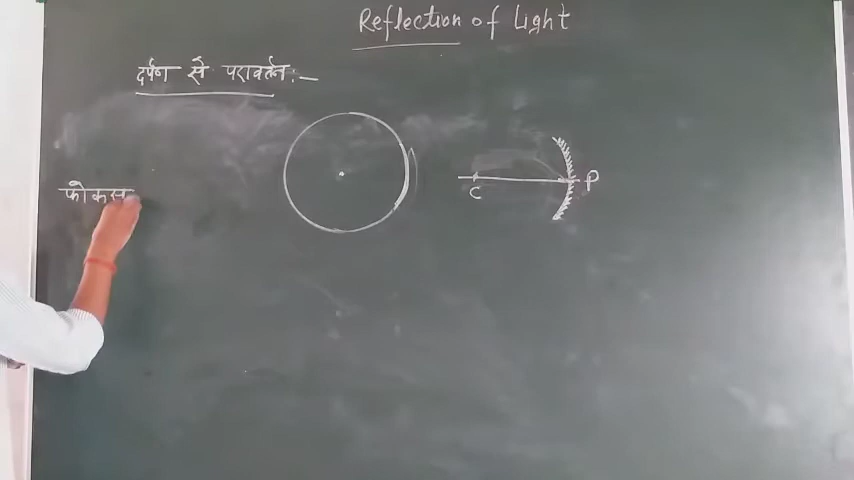 Reflection of Light
दर्पण से परावर्तन:-
फोकस
C
P